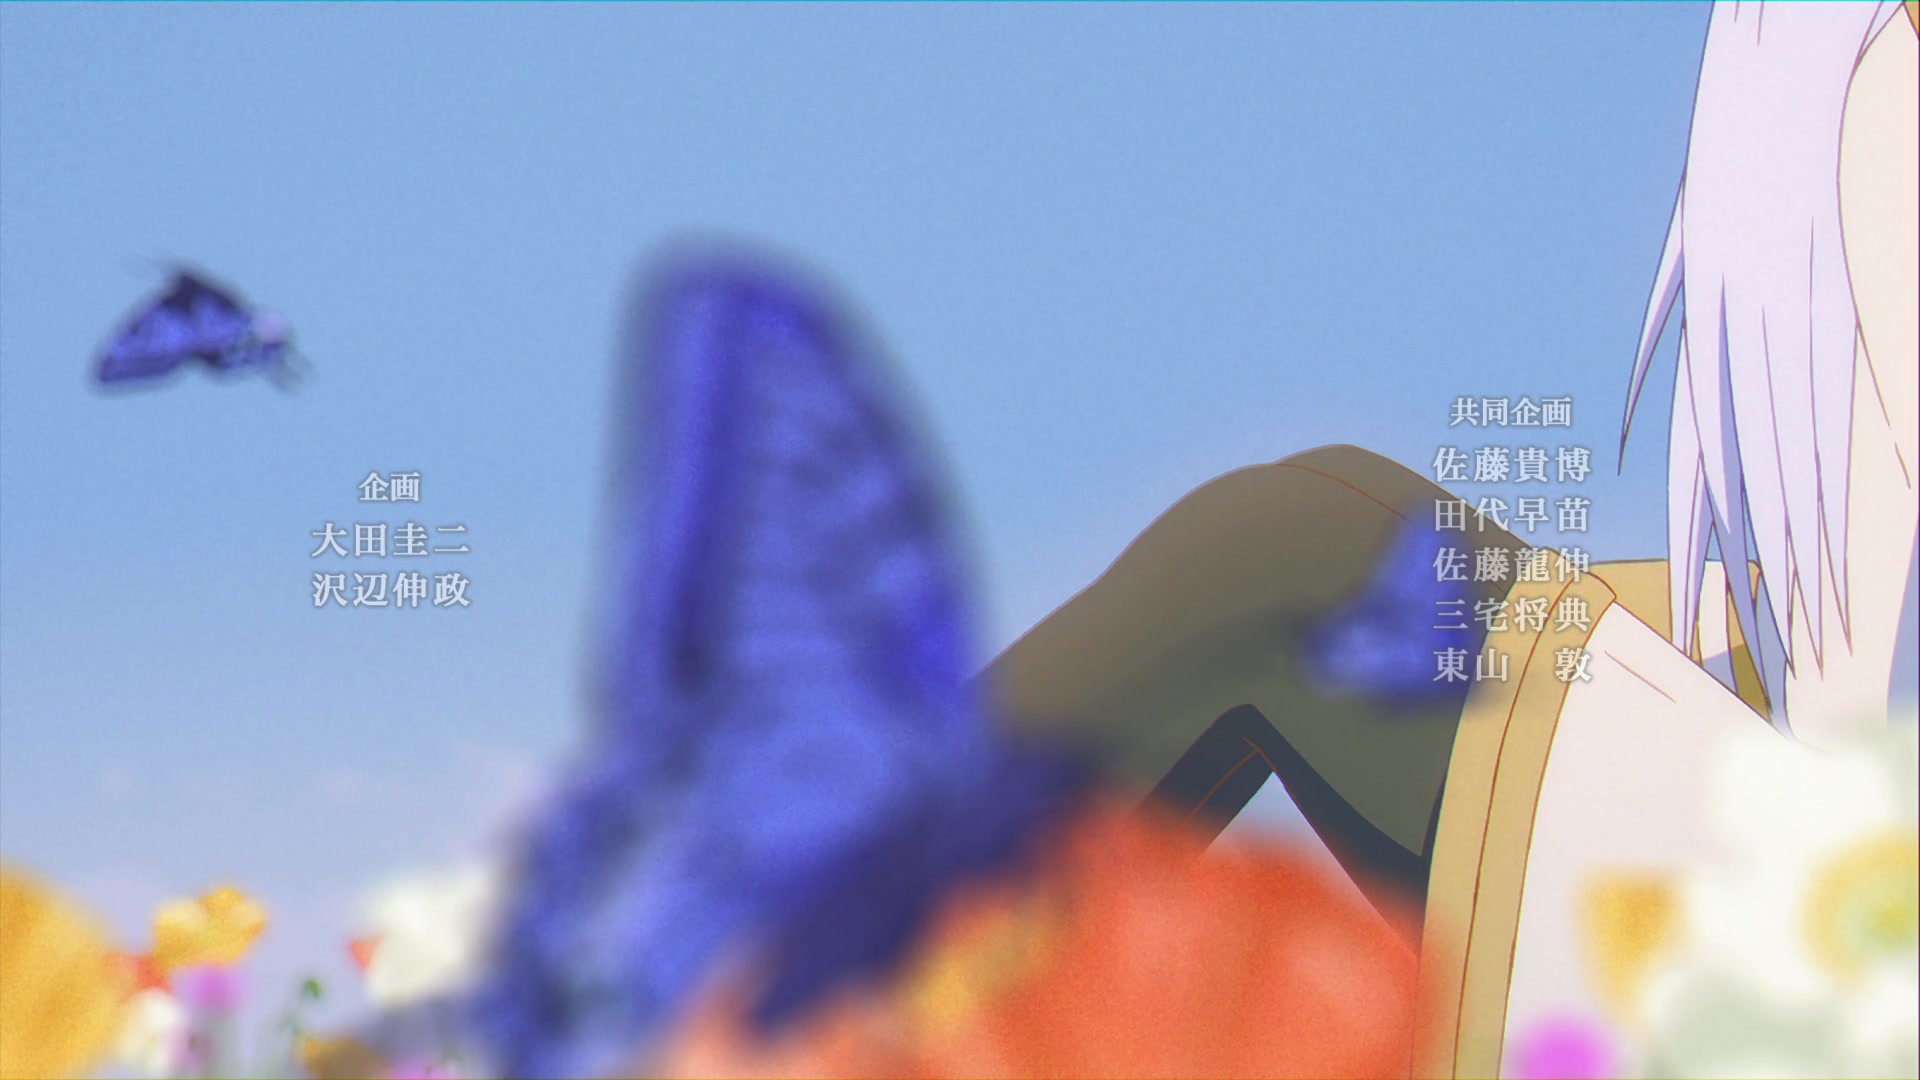 企画
大田圭二
沢辺伸政
共同企画
佐藤貴博
田代早苗
佐藤龍伸
三宅将典
東山　敦